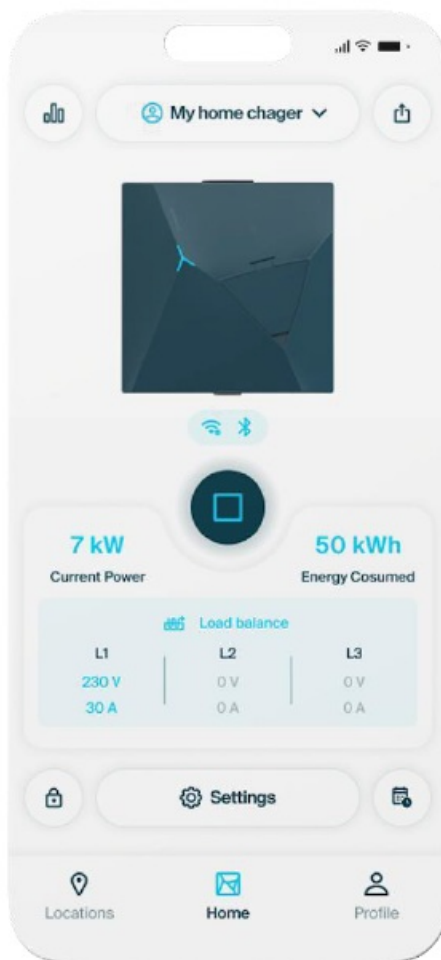 My home chager
7 kW
50 kWh
Current Power
Energy Cosumed
Load balance
L1
L2
L3
230 V
0 V
0 V
30 A
0 A
0 A
Settings
Locations
Home
Profile